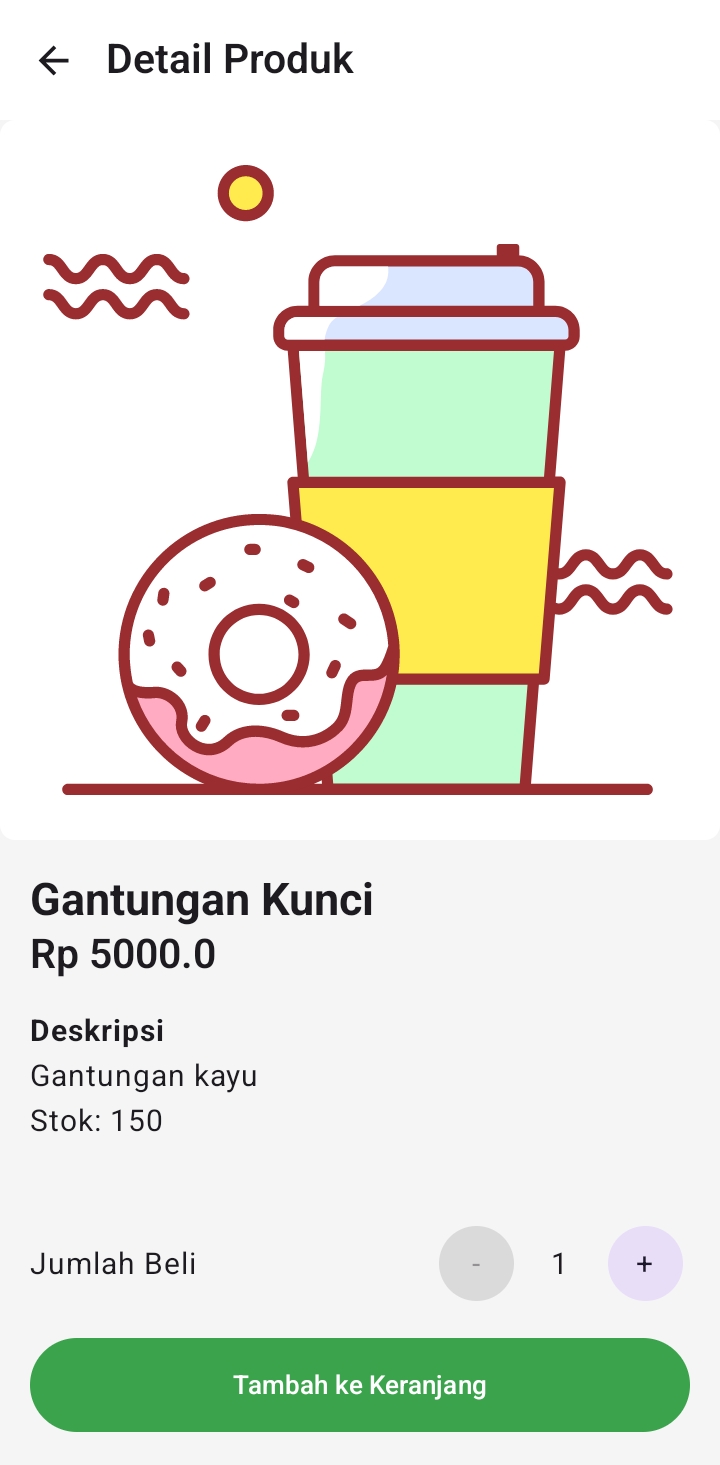 Detail Produk
Gantungan Kunci
Rp 5000.0
Deskripsi
Gantungan kayu
Stok: 150
Jumlah Beli - 1 +
Tambah ke Keranjang